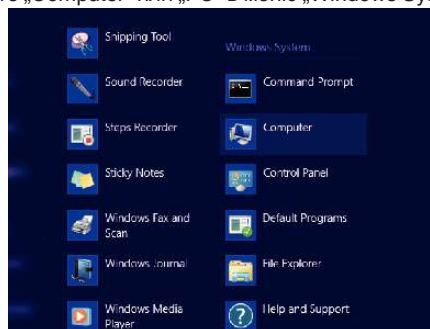 Snipping Tool
Sound Recorder
Steps Recorder
Sticky Notes
Windows Fax and
Scan
Windows Journal
Windows Media
Player
Windows System
Command Prompt
Computer
Control Panel
Default Programs
File Explorer
Help and Support